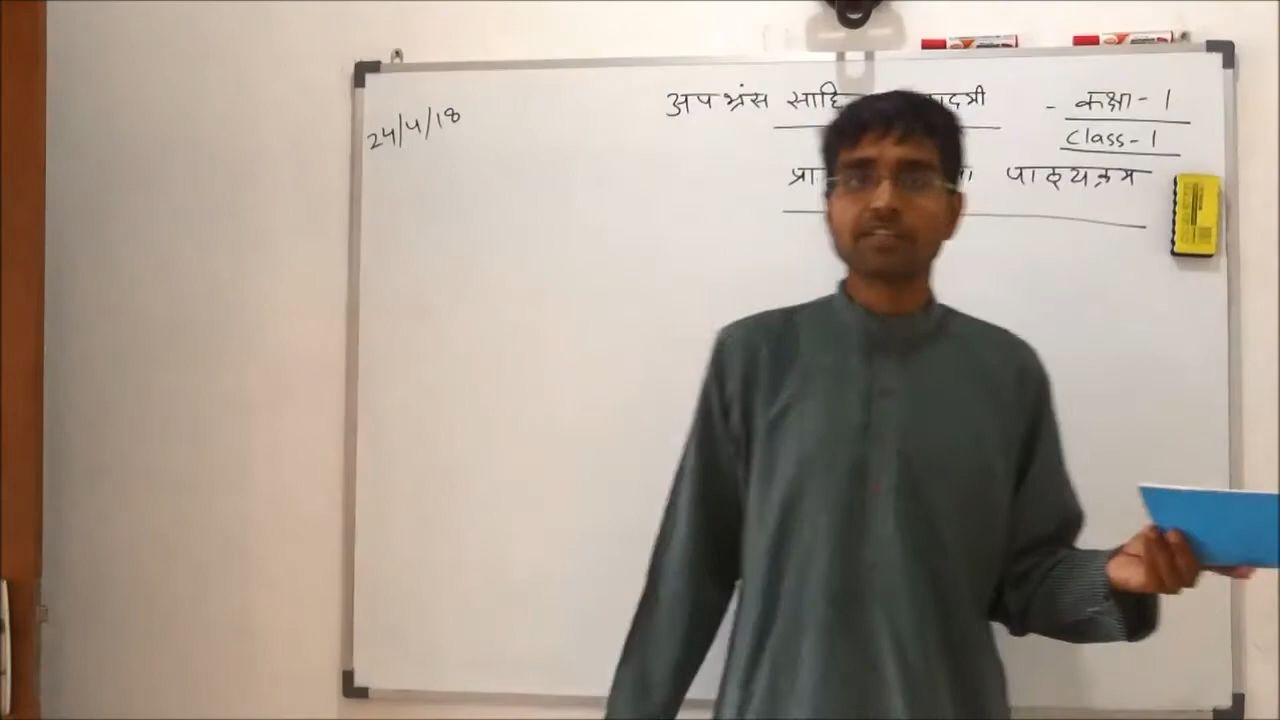 अपभ्रंस साहि
- कक्षा - 1
24/4/18
Class - 1
प्रा पाठ्यक्रम